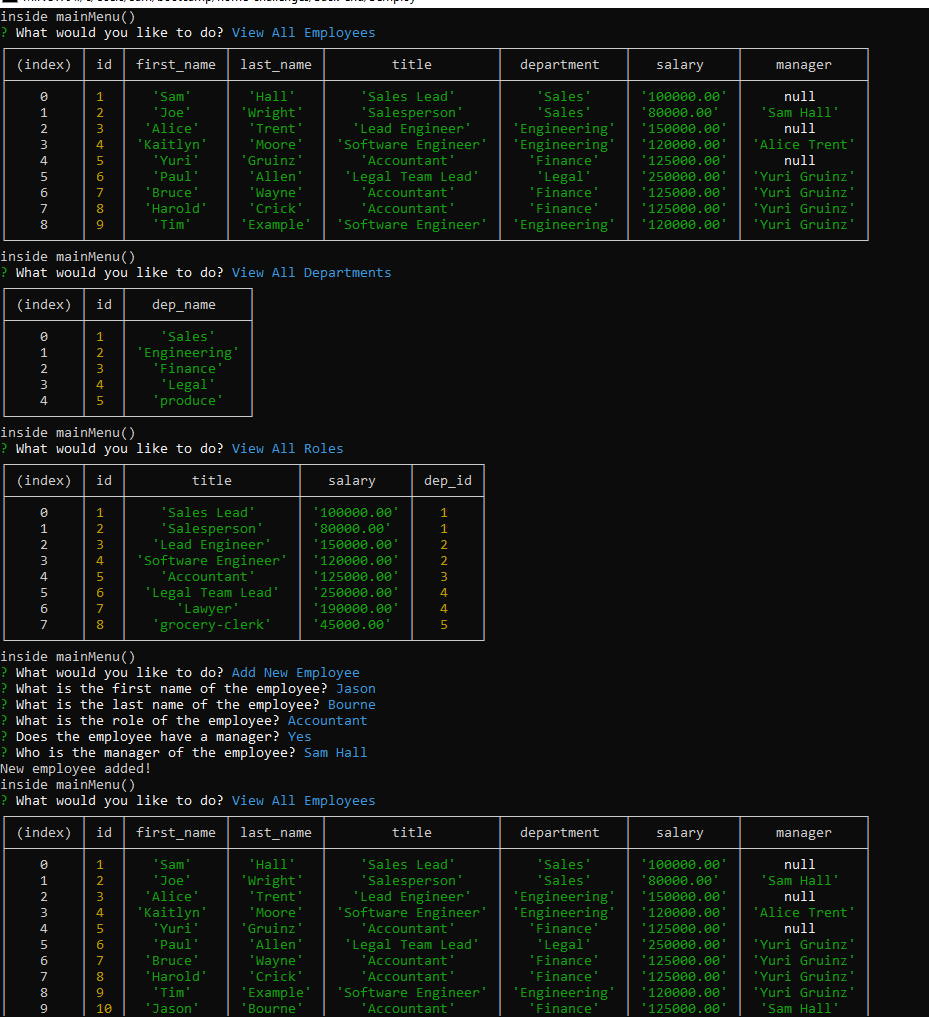 inside mainMenu()
? What would you like to do? View All Employees
(index) id first_name last_name title department salary manager
0 1 'Sam' 'Hall' 'Sales Lead' 'Sales' '100000.00' null
1 2 'Joe' 'Wright' 'Salesperson' 'Sales' '80000.00' 'Sam Hall'
2 3 'Alice' 'Trent' 'Lead Engineer' 'Engineering' '150000.00' null
3 4 'Kaitlyn' 'Moore' 'Software Engineer' 'Engineering' '120000.00' 'Alice Trent'
4 5 'Yuri' 'Gruinz' 'Accountant' 'Finance' '125000.00' null
5 6 'Paul' 'Allen' 'Legal Team Lead' 'Legal' '250000.00' 'Yuri Gruinz'
6 7 'Bruce' 'Wayne' 'Accountant' 'Finance' '125000.00' 'Yuri Gruinz'
7 8 'Harold' 'Crick' 'Accountant' 'Finance' '125000.00' 'Yuri Gruinz'
8 9 'Tim' 'Example' 'Software Engineer' 'Engineering' '120000.00' 'Yuri Gruinz'
inside mainMenu()
? What would you like to do? View All Departments
(index) id dep_name
0 1 'Sales'
1 2 'Engineering'
2 3 'Finance'
3 4 'Legal'
4 5 'produce'
inside mainMenu()
? What would you like to do? View All Roles
(index) id title salary dep_id
0 1 'Sales Lead' '100000.00' 1
1 2 'Salesperson' '80000.00' 1
2 3 'Lead Engineer' '150000.00' 2
3 4 'Software Engineer' '120000.00' 2
4 5 'Accountant' '125000.00' 3
5 6 'Legal Team Lead' '250000.00' 4
6 7 'Lawyer' '190000.00' 4
7 8 'grocery-clerk' '45000.00' 5
inside mainMenu()
? What would you like to do? Add New Employee
? What is the first name of the employee? Jason
? What is the last name of the employee? Bourne
? What is the role of the employee? Accountant
? Does the employee have a manager? Yes
? Who is the manager of the employee? Sam Hall
New employee added!
inside mainMenu()
? What would you like to do? View All Employees
(index) id first_name last_name title department salary manager
0 1 'Sam' 'Hall' 'Sales Lead' 'Sales' '100000.00' null
1 2 'Joe' 'Wright' 'Salesperson' 'Sales' '80000.00' 'Sam Hall'
2 3 'Alice' 'Trent' 'Lead Engineer' 'Engineering' '150000.00' null
3 4 'Kaitlyn' 'Moore' 'Software Engineer' 'Engineering' '120000.00' 'Alice Trent'
4 5 'Yuri' 'Gruinz' 'Accountant' 'Finance' '125000.00' null
5 6 'Paul' 'Allen' 'Legal Team Lead' 'Legal' '250000.00' 'Yuri Gruinz'
6 7 'Bruce' 'Wayne' 'Accountant' 'Finance' '125000.00' 'Yuri Gruinz'
7 8 'Harold' 'Crick' 'Accountant' 'Finance' '125000.00' 'Yuri Gruinz'
8 9 'Tim' 'Example' 'Software Engineer' 'Engineering' '120000.00' 'Yuri Gruinz'
9 10 'Jason' 'Bourne' 'Accountant' 'Finance' '125000.00' 'Sam Hall'